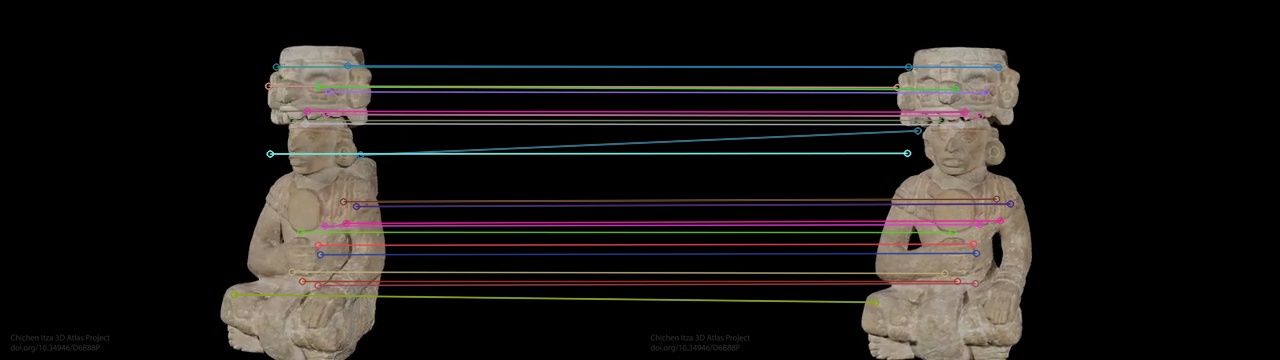 Chichen Itza 3D Atlas Project
doi.org/10.34946/D6B88P
Chichen Itza 3D Atlas Project
doi.org/10.34946/D6B88P